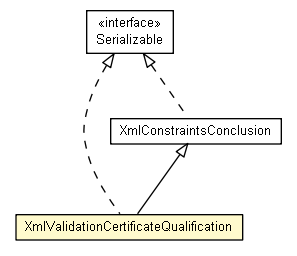 «interface»
Serializable
XmlConstraintsConclusion
XmlValidationCertificateQualification